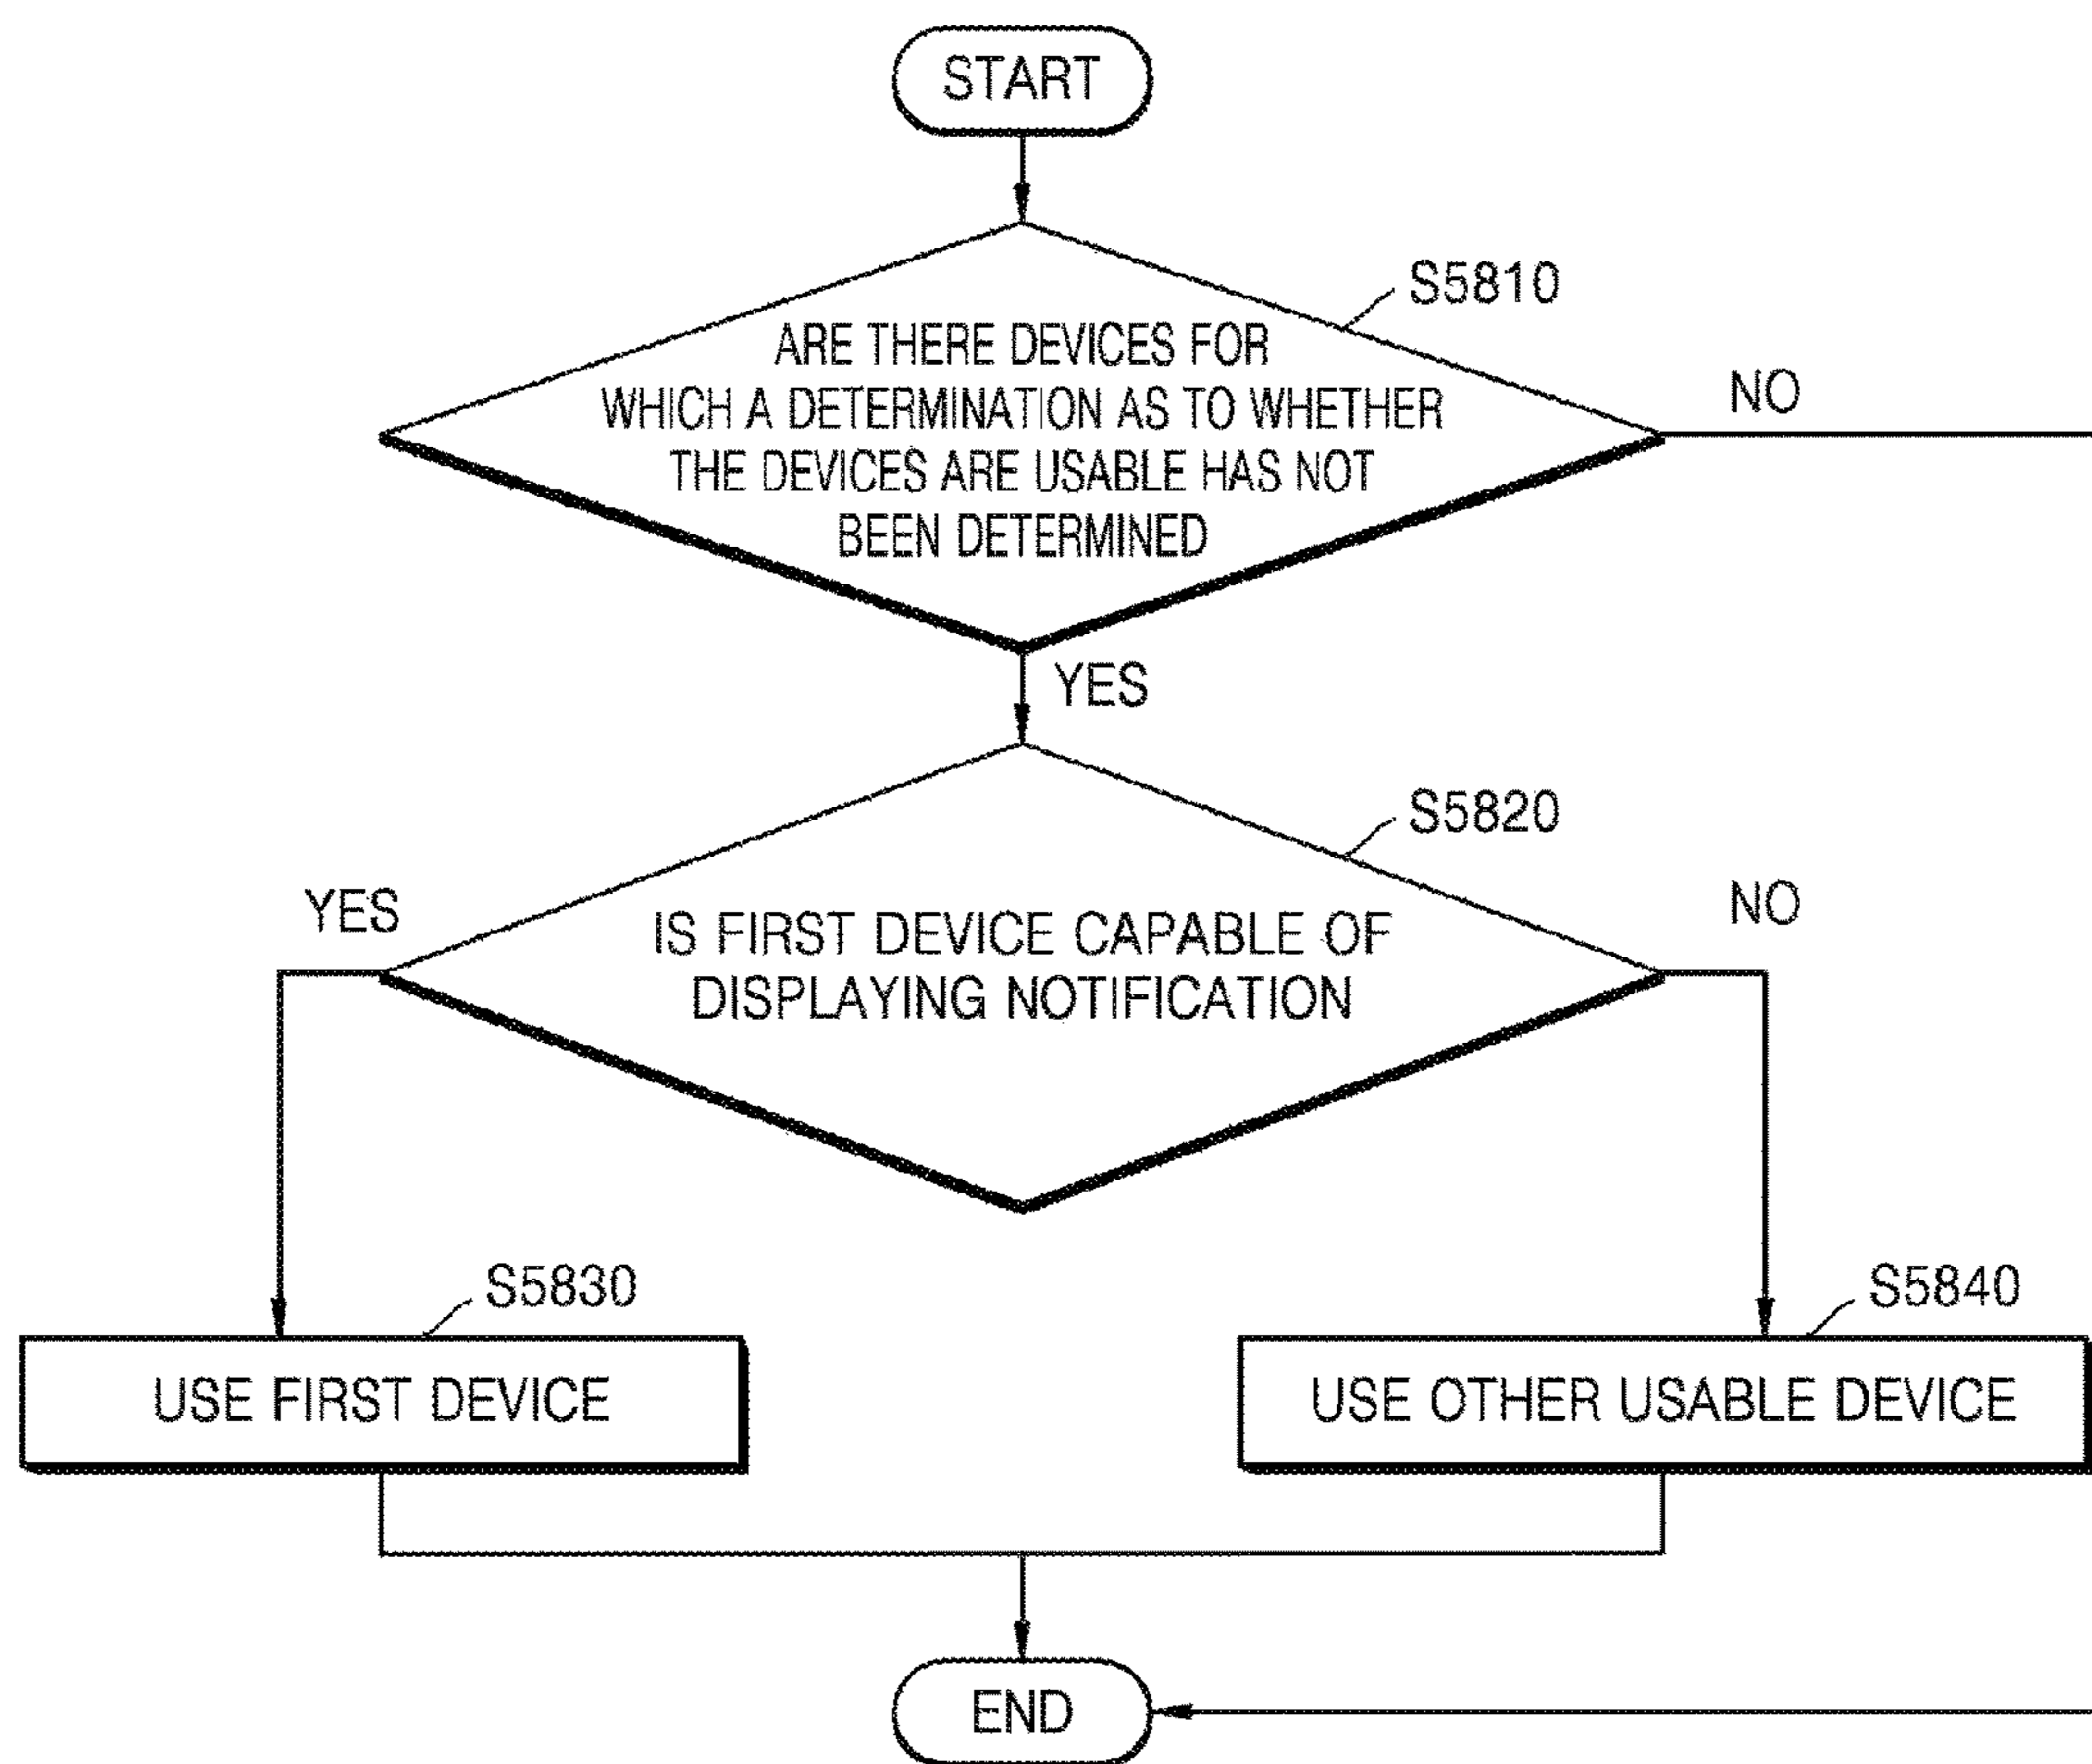 START
S5810
ARE THERE DEVICES FOR
WHICH A DETERMINATION AS TO WHETHER
THE DEVICES ARE USABLE HAS NOT
BEEN DETERMINED
NO
YES
S5820
YES
IS FIRST DEVICE CAPABLE OF
DISPLAYING NOTIFICATION
NO
S5830
S5840
USE FIRST DEVICE
USE OTHER USABLE DEVICE
END